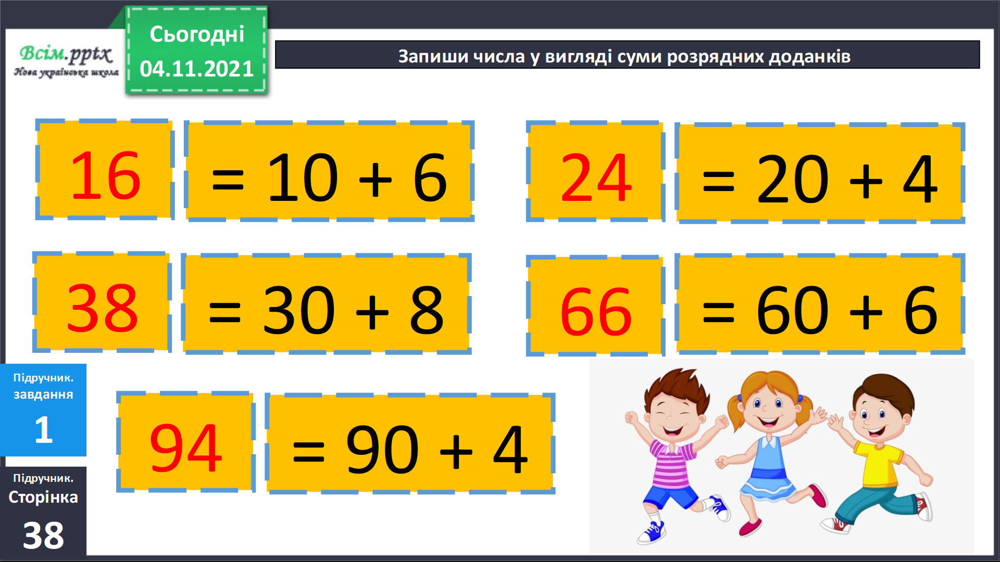 Всім.pptx
Нова українська школа
Сьогодні
04.11.2021
Запиши числа у вигляді суми розрядних доданків
16 = 10 + 6
24 = 20 + 4
38 = 30 + 8
66 = 60 + 6
94 = 90 + 4
Підручник.
завдання
1
Підручник.
Сторінка
38